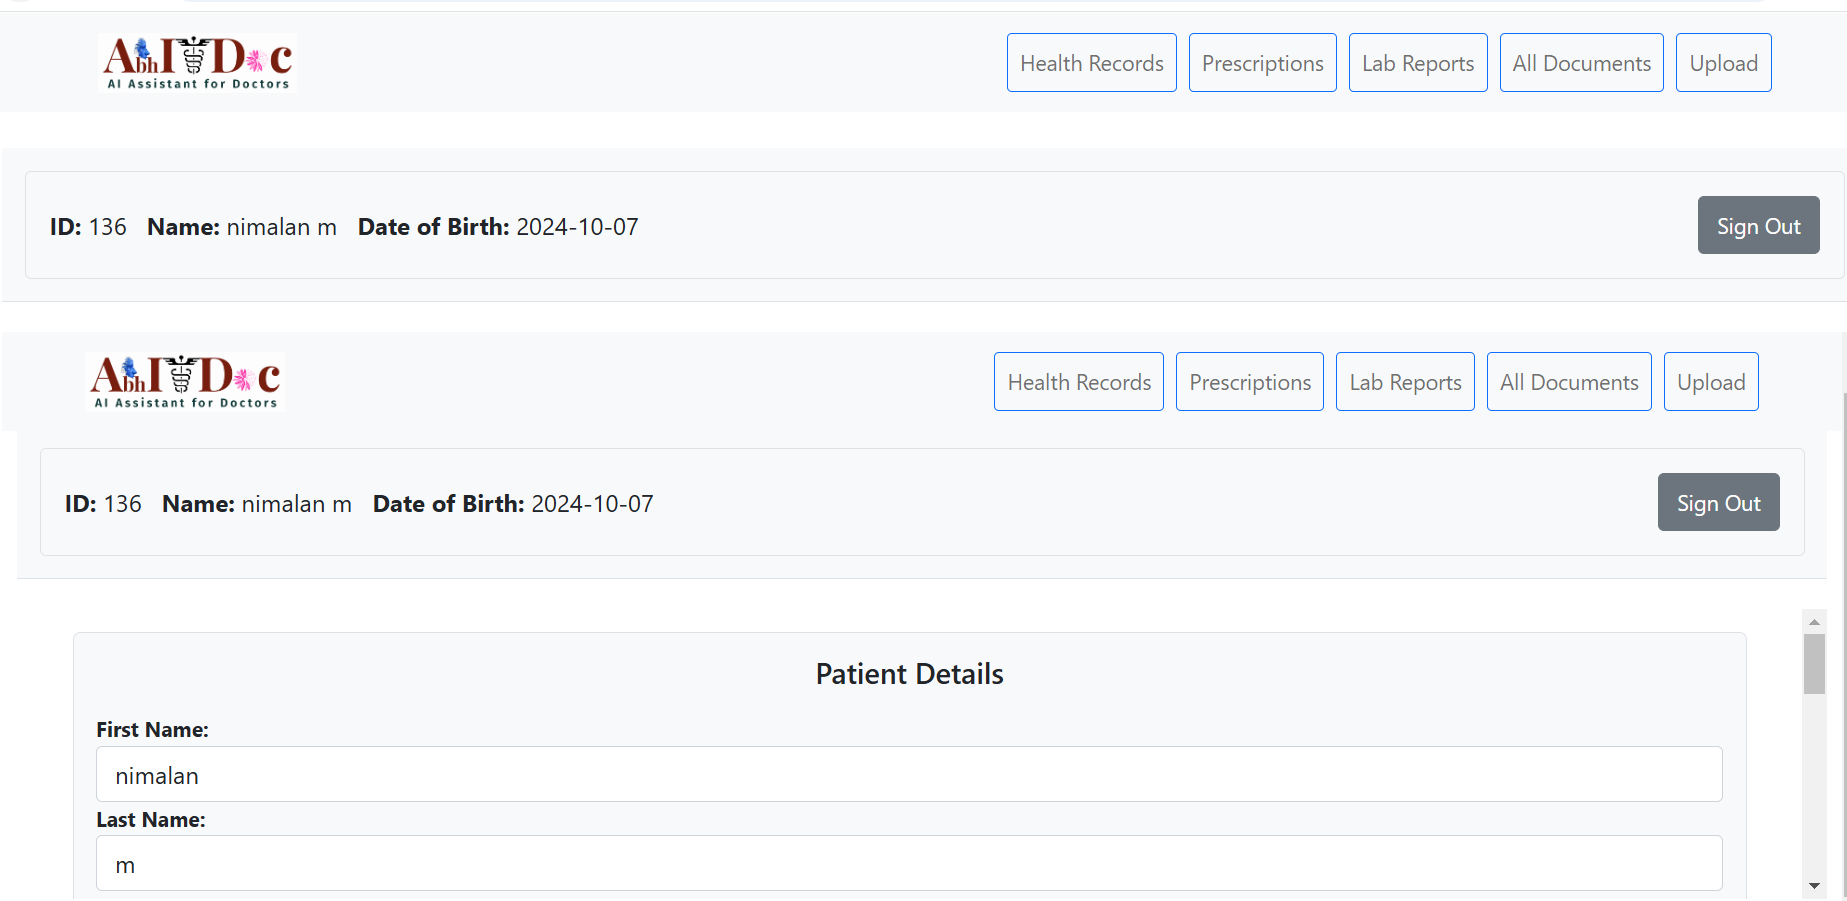 AbhIDoc
AI Assistant for Doctors
Health Records Prescriptions Lab Reports All Documents Upload
ID: 136 Name: nimalan m Date of Birth: 2024-10-07 Sign Out
AbhIDoc
AI Assistant for Doctors
Health Records Prescriptions Lab Reports All Documents Upload
ID: 136 Name: nimalan m Date of Birth: 2024-10-07 Sign Out
Patient Details
First Name:
nimalan
Last Name:
m